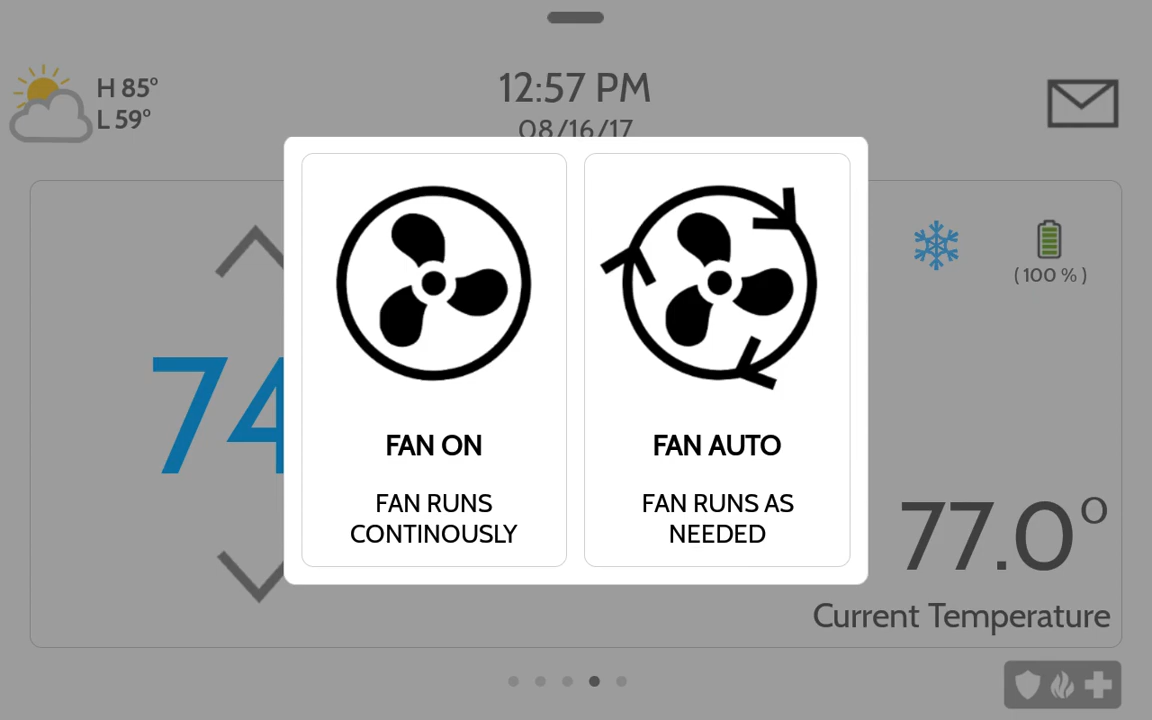 H 85°
L 59°
12:57 PM
08/16/17
FAN ON
FAN RUNS
CONTINOUSLY
FAN AUTO
FAN RUNS AS
NEEDED
74
( 100 % )
77.0°
Current Temperature